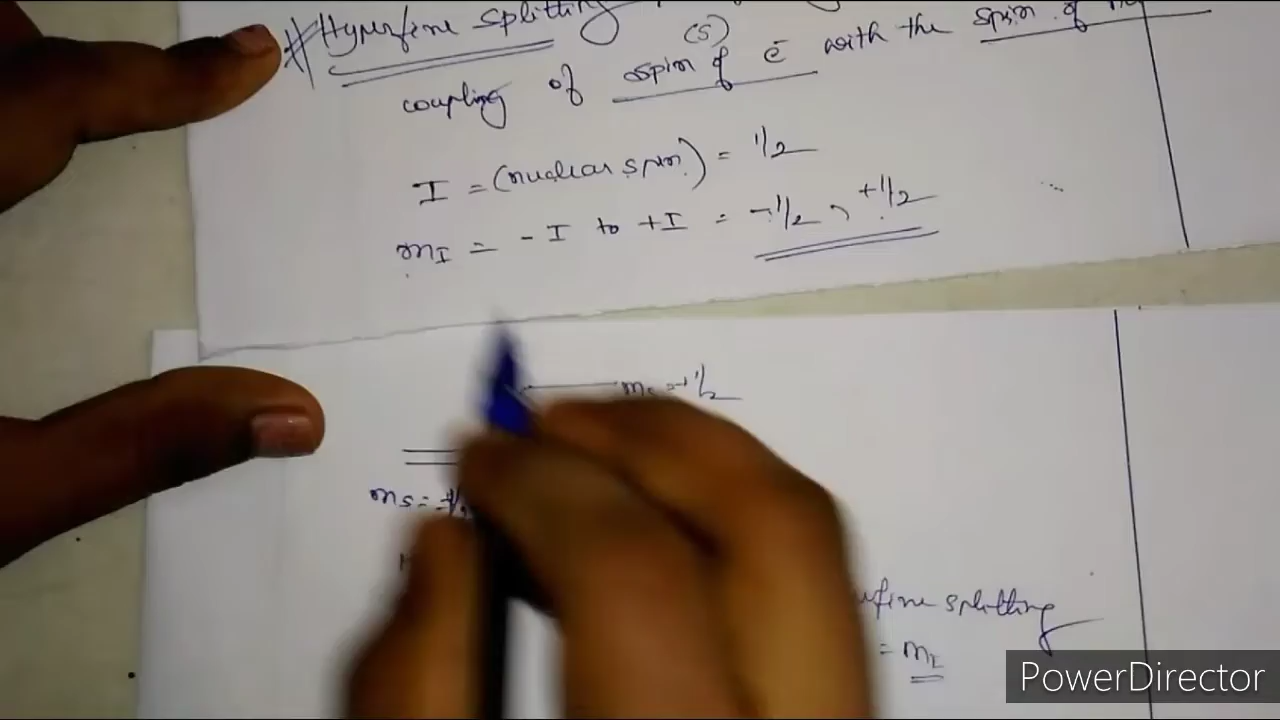 Hyperfine Splitting
(S)
coupling of spin of e⁻ with the spin of
I = (nuclear spin) = 1/2
mI = - I to +I = -1/2, +1/2
ms = +1/2
ms = -1/2
splitting
= mI
PowerDirector